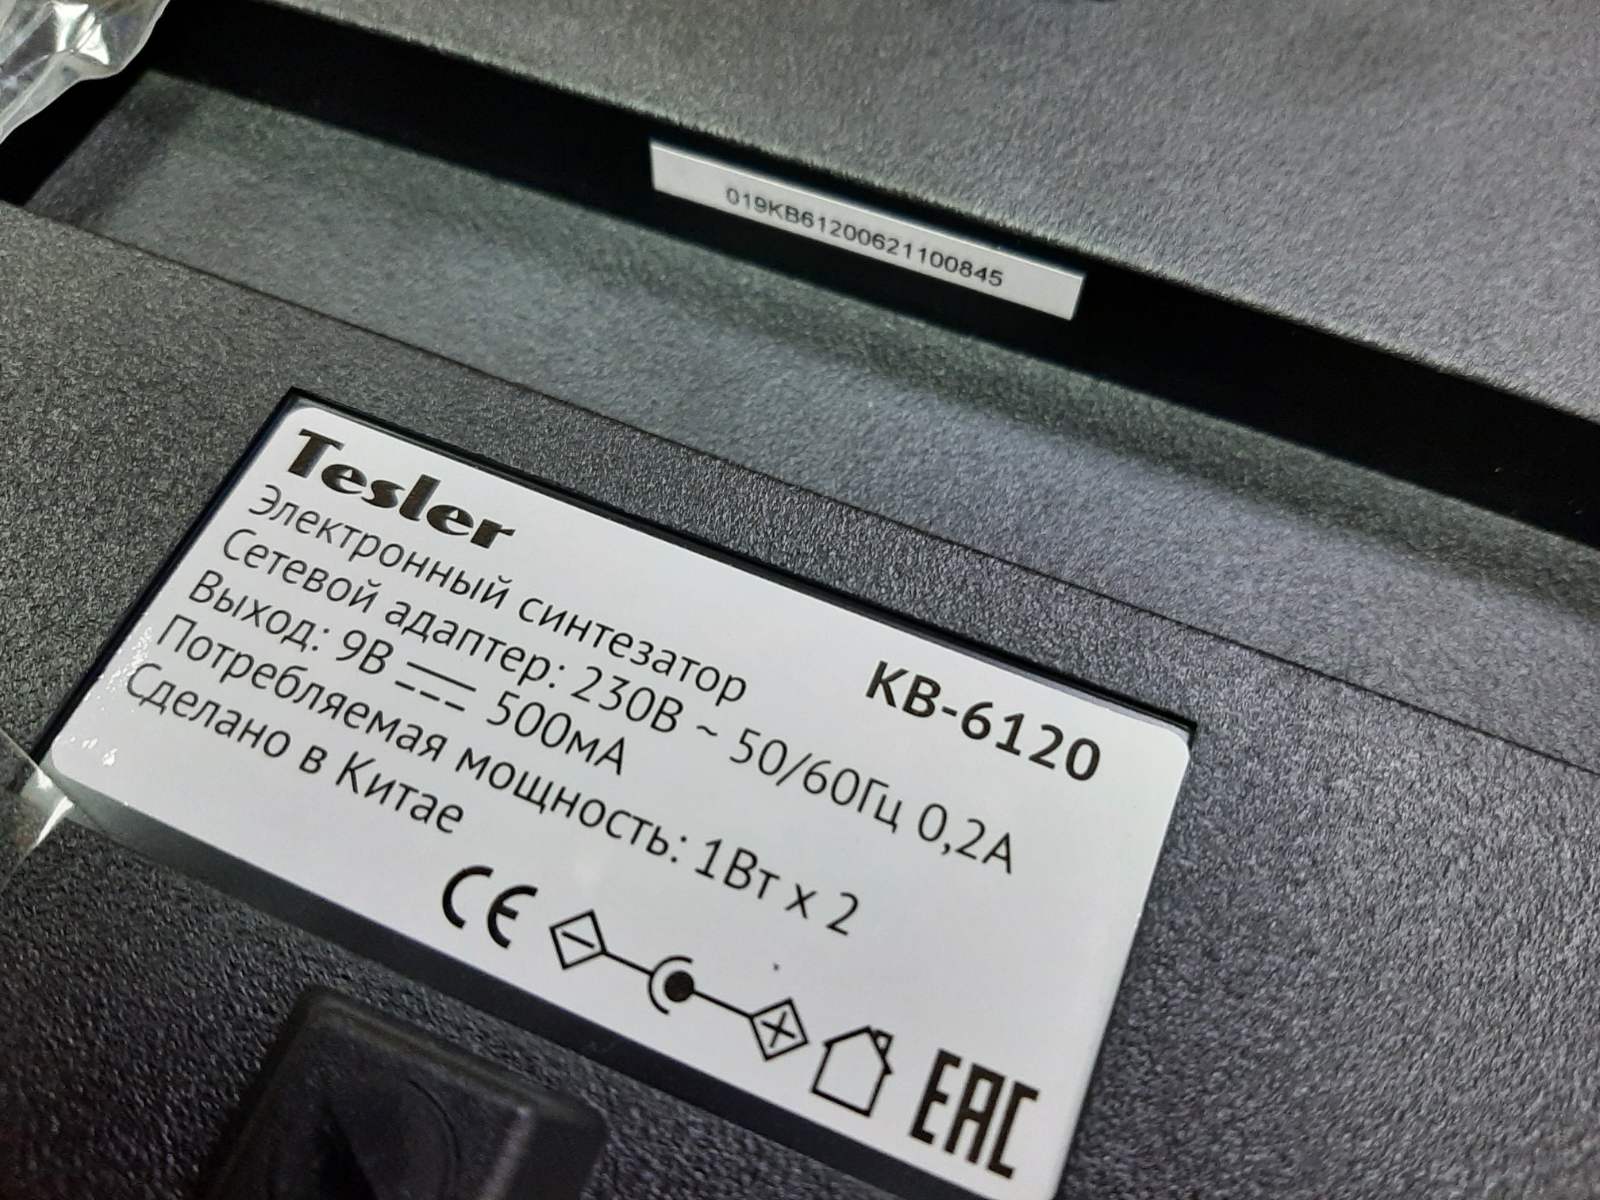 019KB61200621100845
Tesler
Электронный синтезатор KB-6120
Сетевой адаптер: 230В ~ 50/60Гц 0,2А
Выход: 9В ⎓ 500мА
Потребляемая мощность: 1Вт x 2
Сделано в Китае
CE
EAC